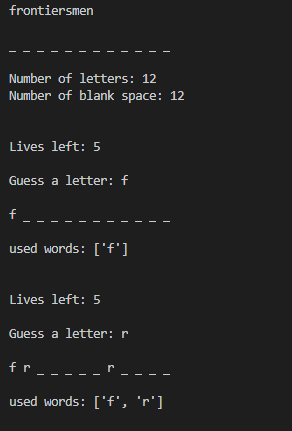 frontiersmen
_ _ _ _ _ _ _ _ _ _ _ _
Number of letters: 12
Number of blank space: 12
Lives left: 5
Guess a letter: f
f _ _ _ _ _ _ _ _ _ _ _
used words: ['f']
Lives left: 5
Guess a letter: r
f r _ _ _ _ _ r _ _ _ _
used words: ['f', 'r']